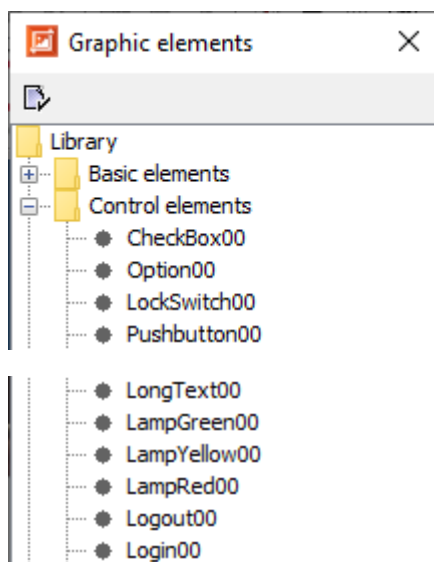 Graphic elements
Library
Basic elements
Control elements
CheckBox00
Option00
LockSwitch00
Pushbutton00
LongText00
LampGreen00
LampYellow00
LampRed00
Logout00
Login00